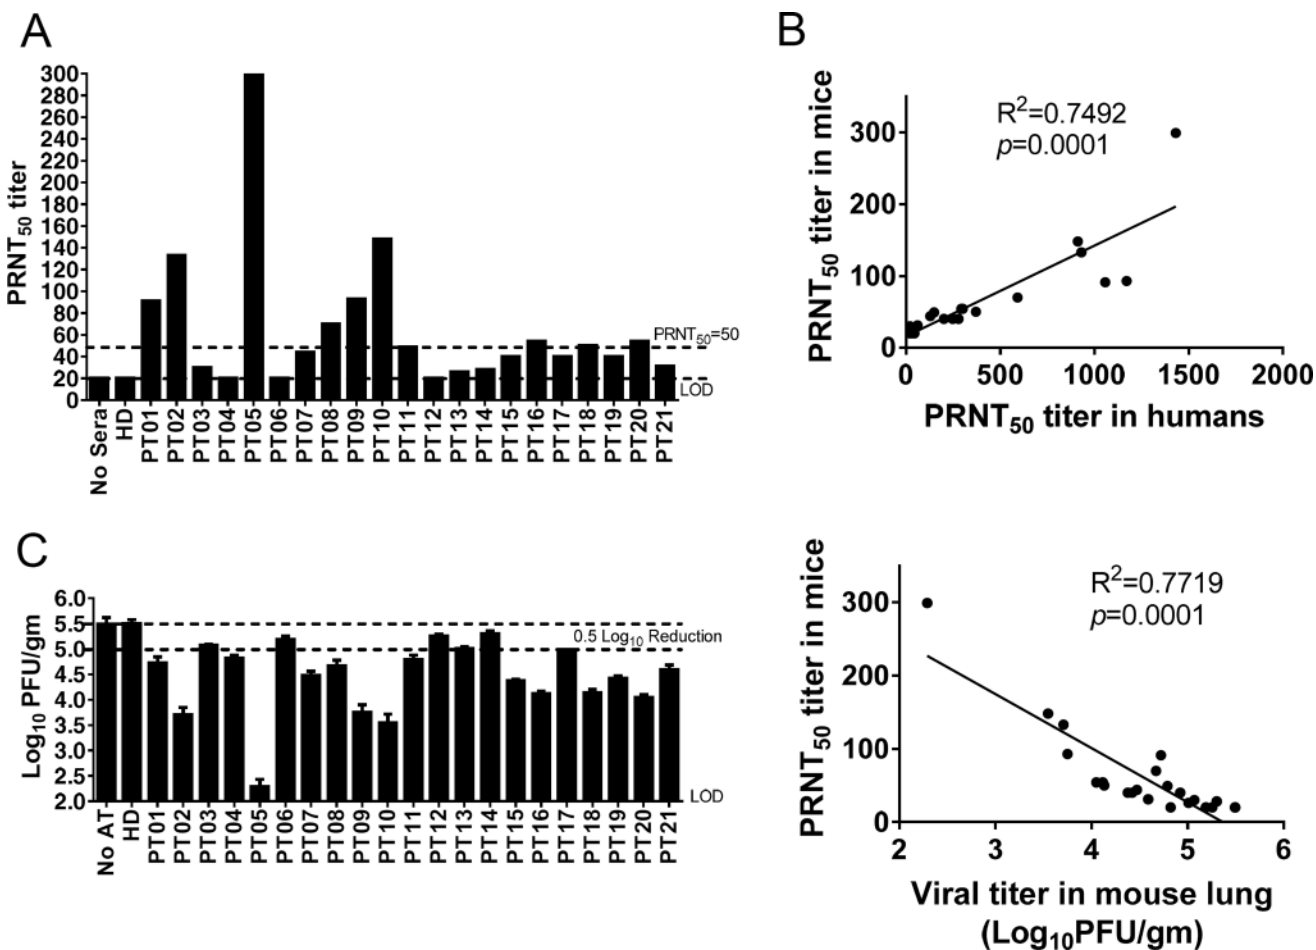 A
PRNT50 titer
300
280
260
240
220
200
180
160
140
120
100
80
60
40
20
0
PRNT50=50
LOD
No Sera
HD
PT01
PT02
PT03
PT04
PT05
PT06
PT07
PT08
PT09
PT10
PT11
PT12
PT13
PT14
PT15
PT16
PT17
PT18
PT19
PT20
PT21
B
PRNT50 titer in mice
300
200
100
0
R2=0.7492
p=0.0001
0 500 1000 1500 2000
PRNT50 titer in humans
C
Log10 PFU/gm
6.0
5.5
5.0
4.5
4.0
3.5
3.0
2.5
2.0
0.5 Log10 Reduction
LOD
No AT
HD
PT01
PT02
PT03
PT04
PT05
PT06
PT07
PT08
PT09
PT10
PT11
PT12
PT13
PT14
PT15
PT16
PT17
PT18
PT19
PT20
PT21
PRNT50 titer in mice
300
200
100
0
R2=0.7719
p=0.0001
2 3 4 5 6
Viral titer in mouse lung
(Log10PFU/gm)